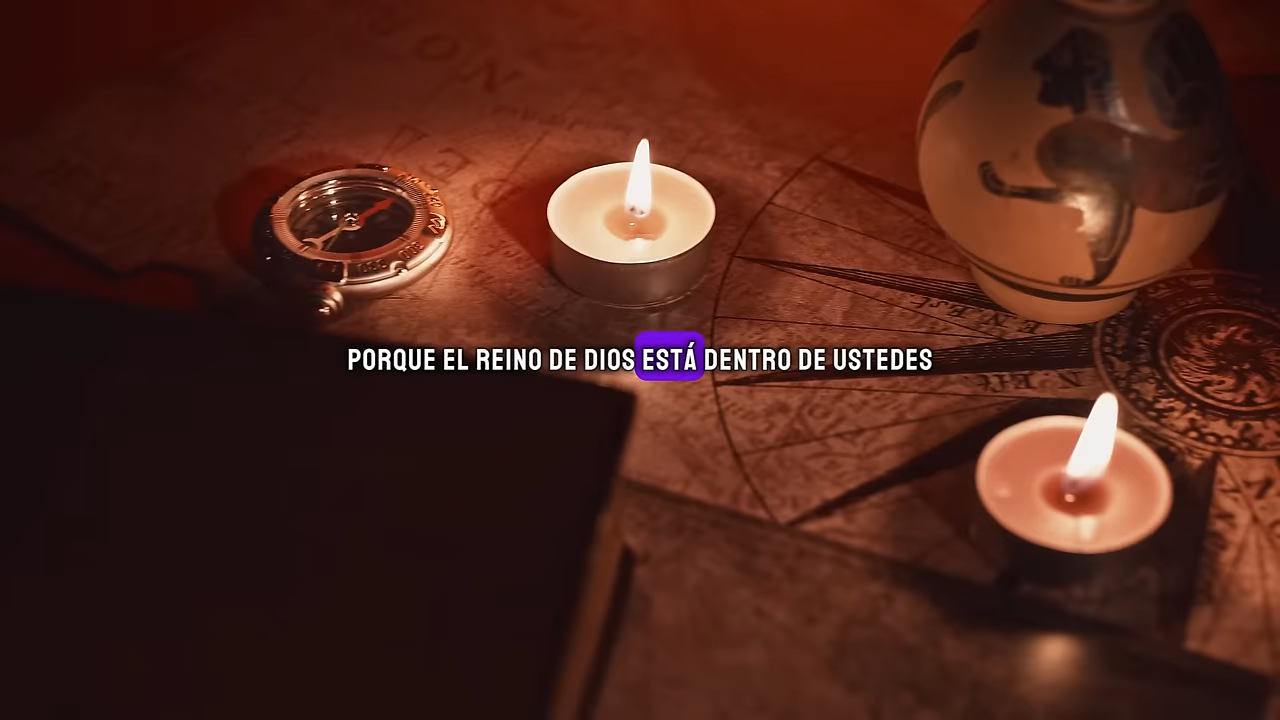 PORQUE EL REINO DE DIOS ESTÁ DENTRO DE USTEDES